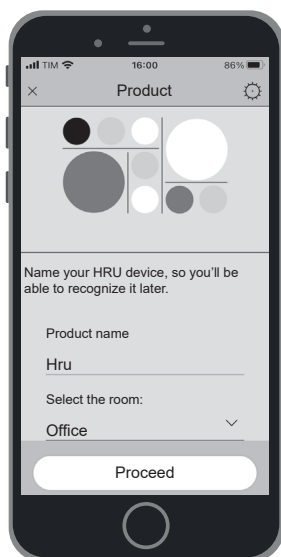 TIM 16:00 86%
Product
Name your HRU device, so you'll be
able to recognize it later.
Product name
Hru
Select the room:
Office
Proceed